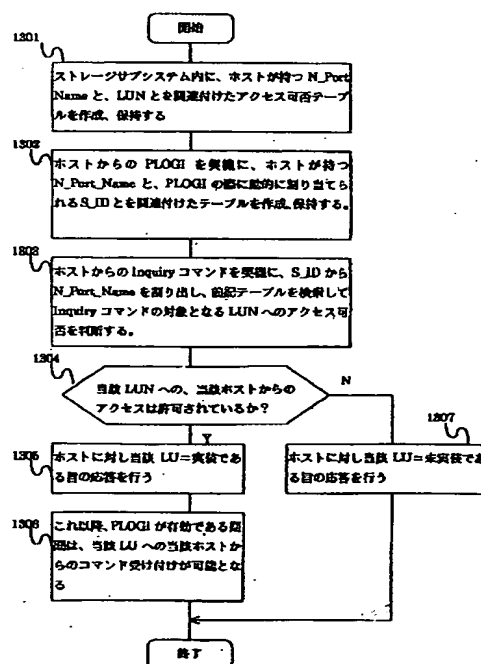 開始
1301
ストレージサブシステム内に、ホストが持つ N_Port_
Name と、LUN とを関連付けたアクセス可否テーブ
ルを作成、保持する
1302
ホストからの PLOGI を契機に、ホストが持つ
N_Port_Name と、PLOGI の際に動的に割り当てら
れる S_ID とを関連付けたテーブルを作成、保持する。
1303
ホストからの Inquiry コマンドを契機に、S_ID から
N_Port_Name を割り出し、前記テーブルを検索して
Inquiry コマンドの対象となる LUN へのアクセス可
否を判断する。
1304
当該 LUN への、当該ホストからの
アクセスは許可されているか?
N
Y
1307
1305
ホストに対し当該 LU=実装であ
る旨の応答を行う
ホストに対し当該 LU=未実装であ
る旨の応答を行う
1306
これ以降、PLOGI が有効である範
囲は、当該 LU への当該ホストか
らのコマンド受け付けが可能とな
る
終了